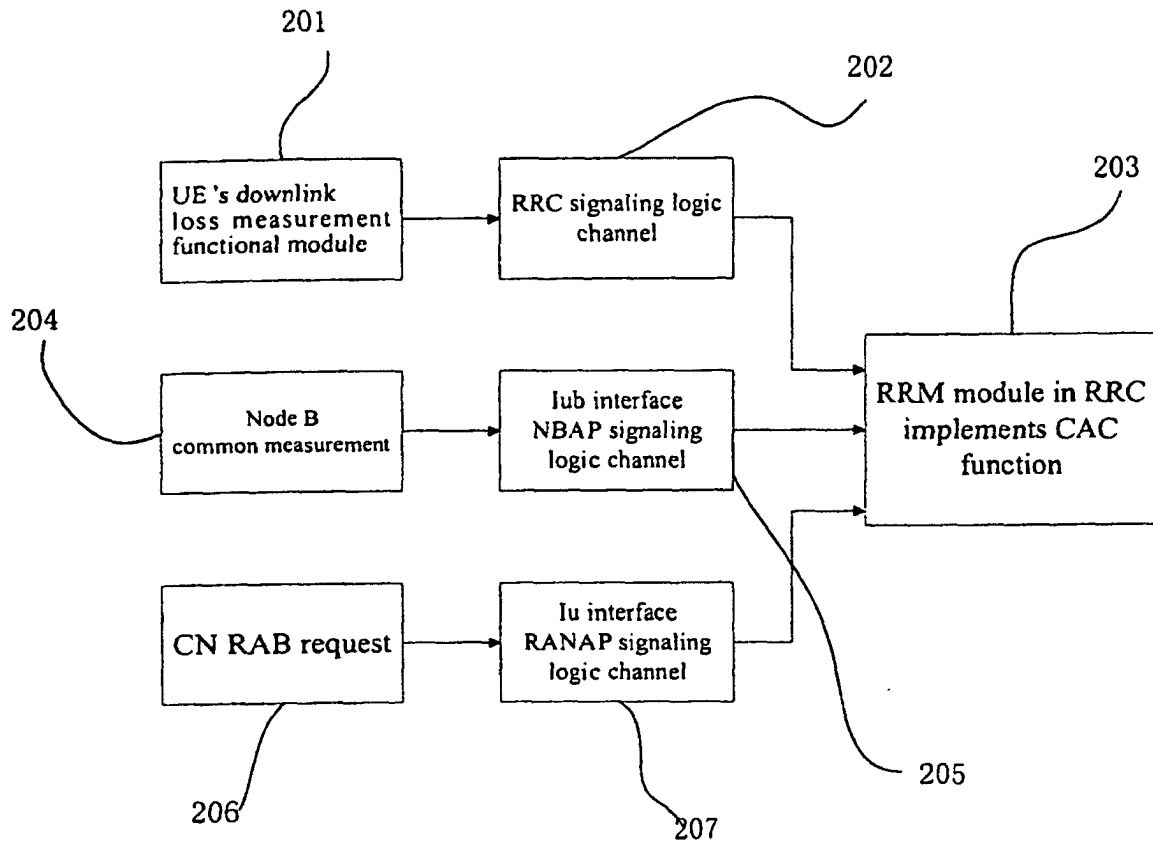 201
202
UE's downlink
loss measurement
functional module
RRC signaling logic
channel
203
204
Node B
common measurement
Iub interface
NBAP signaling
logic channel
RRM module in RRC
implements CAC
function
CN RAB request
Iu interface
RANAP signaling
logic channel
205
206
207